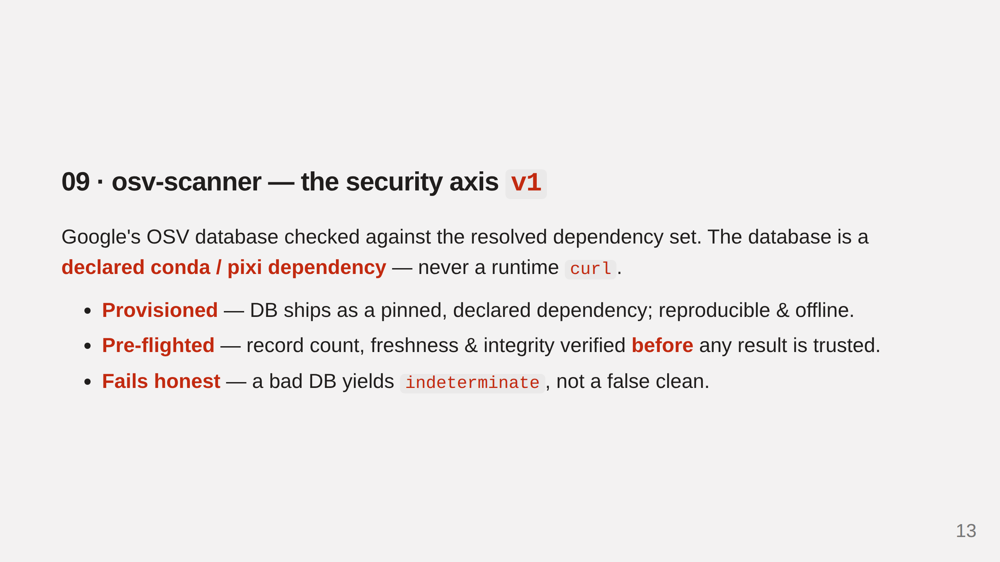 09 · osv-scanner — the security axis v1
Google's OSV database checked against the resolved dependency set. The database is a
declared conda / pixi dependency — never a runtime curl.
• Provisioned — DB ships as a pinned, declared dependency; reproducible & offline.
• Pre-flighted — record count, freshness & integrity verified before any result is trusted.
• Fails honest — a bad DB yields indeterminate, not a false clean.
13